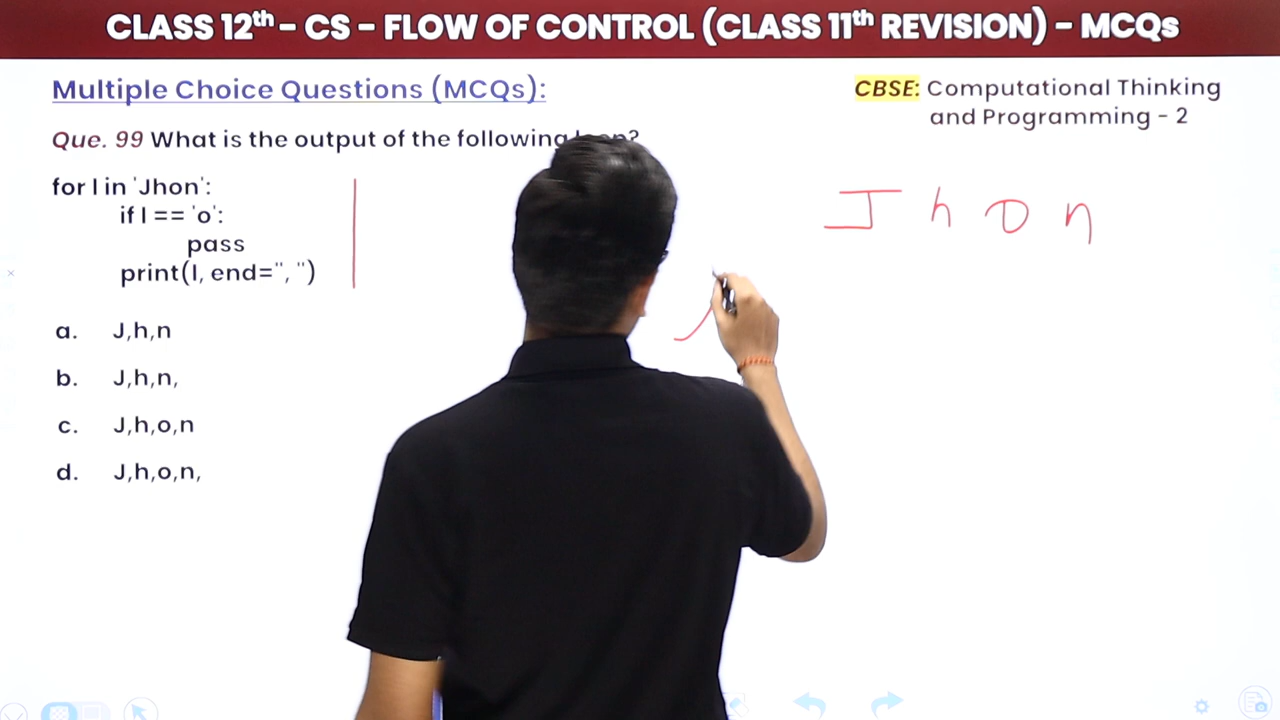 CLASS 12th - CS - FLOW OF CONTROL (CLASS 11th REVISION) - MCQs
Multiple Choice Questions (MCQs):
CBSE: Computational Thinking
and Programming - 2
Que. 99 What is the output of the following
for l in 'Jhon':
if l == 'o':
pass
print(l, end=", ")
J h o n
a. J,h,n
b. J,h,n,
c. J,h,o,n
d. J,h,o,n,